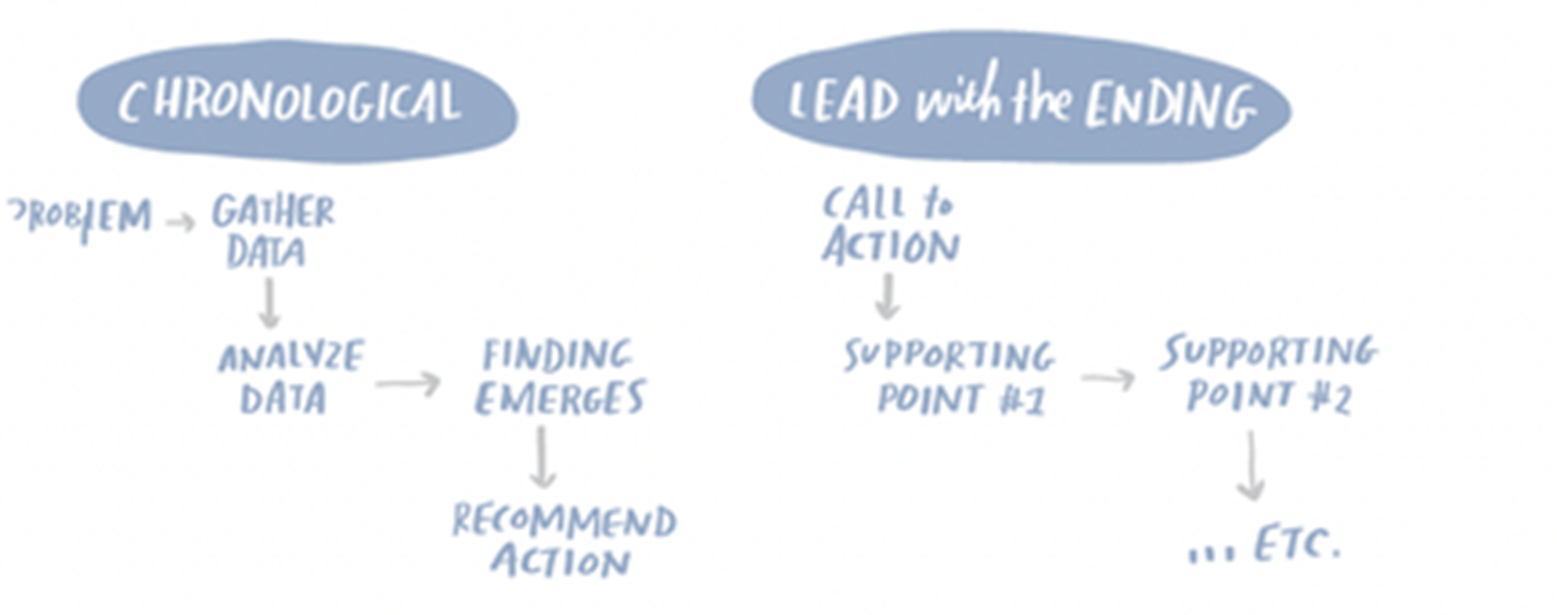 CHRONOLOGICAL
PROBLEM
GATHER
DATA
ANALYZE
DATA
FINDING
EMERGES
RECOMMEND
ACTION
LEAD with the ENDING
CALL to
ACTION
SUPPORTING
POINT #1
SUPPORTING
POINT #2
... ETC.